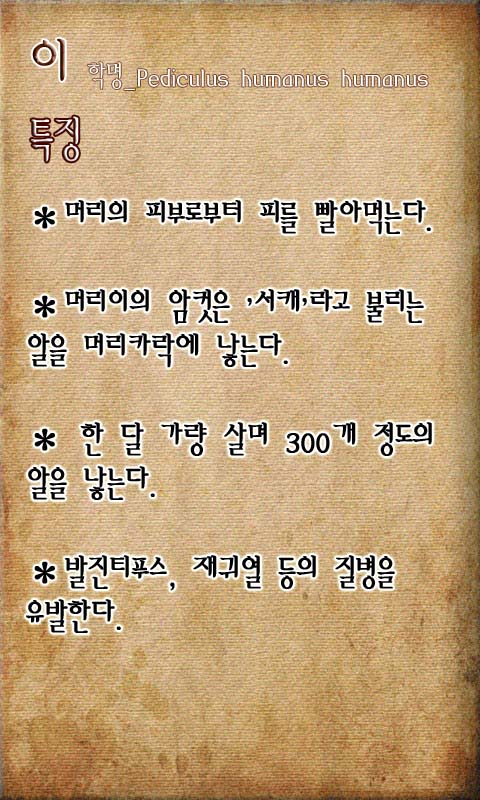 이 학명_Pediculus humanus humanus
특징
*머리의 피부로부터 피를 빨아먹는다.
*머리이의 암컷은 '서캐'라고 불리는
알을 머리카락에 낳는다.
* 한 달 가량 살며 300개 정도의
알을 낳는다.
*발진티푸스, 재귀열 등의 질병을
유발한다.